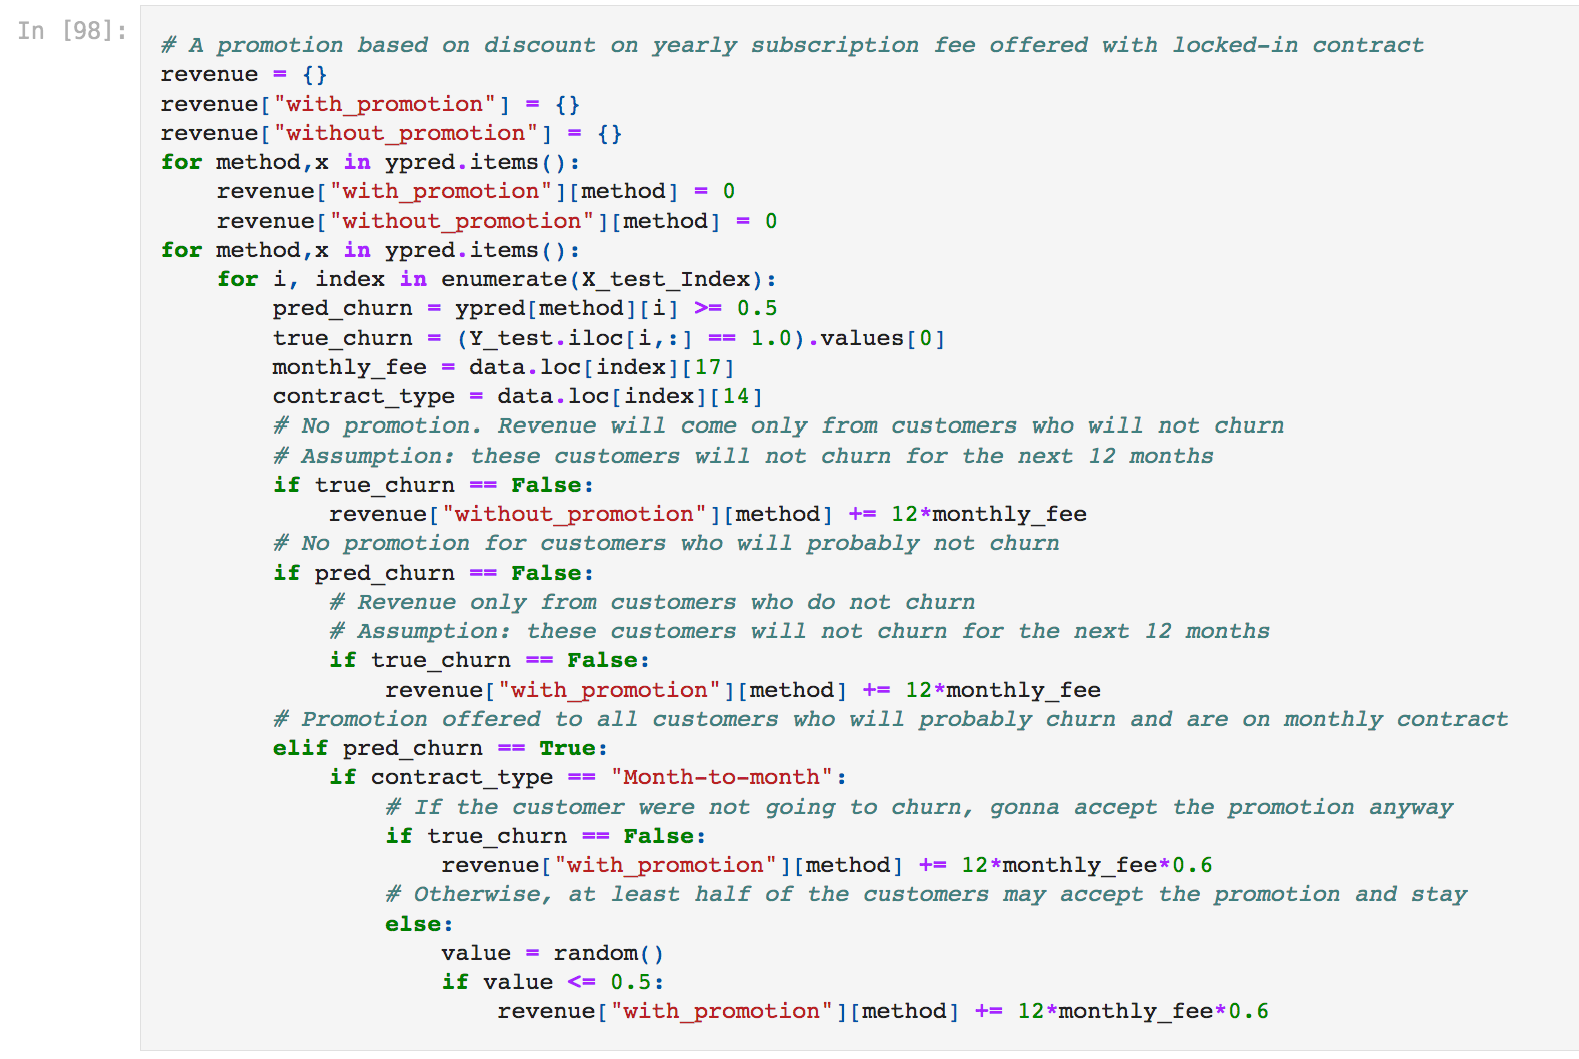 In [98]:
# A promotion based on discount on yearly subscription fee offered with locked-in contract
revenue = {}
revenue["with_promotion"] = {}
revenue["without_promotion"] = {}
for method,x in ypred.items():
    revenue["with_promotion"][method] = 0
    revenue["without_promotion"][method] = 0
for method,x in ypred.items():
    for i, index in enumerate(X_test_Index):
        pred_churn = ypred[method][i] >= 0.5
        true_churn = (Y_test.iloc[i,:] == 1.0).values[0]
        monthly_fee = data.loc[index][17]
        contract_type = data.loc[index][14]
        # No promotion. Revenue will come only from customers who will not churn
        # Assumption: these customers will not churn for the next 12 months
        if true_churn == False:
            revenue["without_promotion"][method] += 12*monthly_fee
        # No promotion for customers who will probably not churn
        if pred_churn == False:
            # Revenue only from customers who do not churn
            # Assumption: these customers will not churn for the next 12 months
            if true_churn == False:
                revenue["with_promotion"][method] += 12*monthly_fee
        # Promotion offered to all customers who will probably churn and are on monthly contract
        elif pred_churn == True:
            if contract_type == "Month-to-month":
                # If the customer were not going to churn, gonna accept the promotion anyway
                if true_churn == False:
                    revenue["with_promotion"][method] += 12*monthly_fee*0.6
                # Otherwise, at least half of the customers may accept the promotion and stay
                else:
                    value = random()
                    if value <= 0.5:
                        revenue["with_promotion"][method] += 12*monthly_fee*0.6